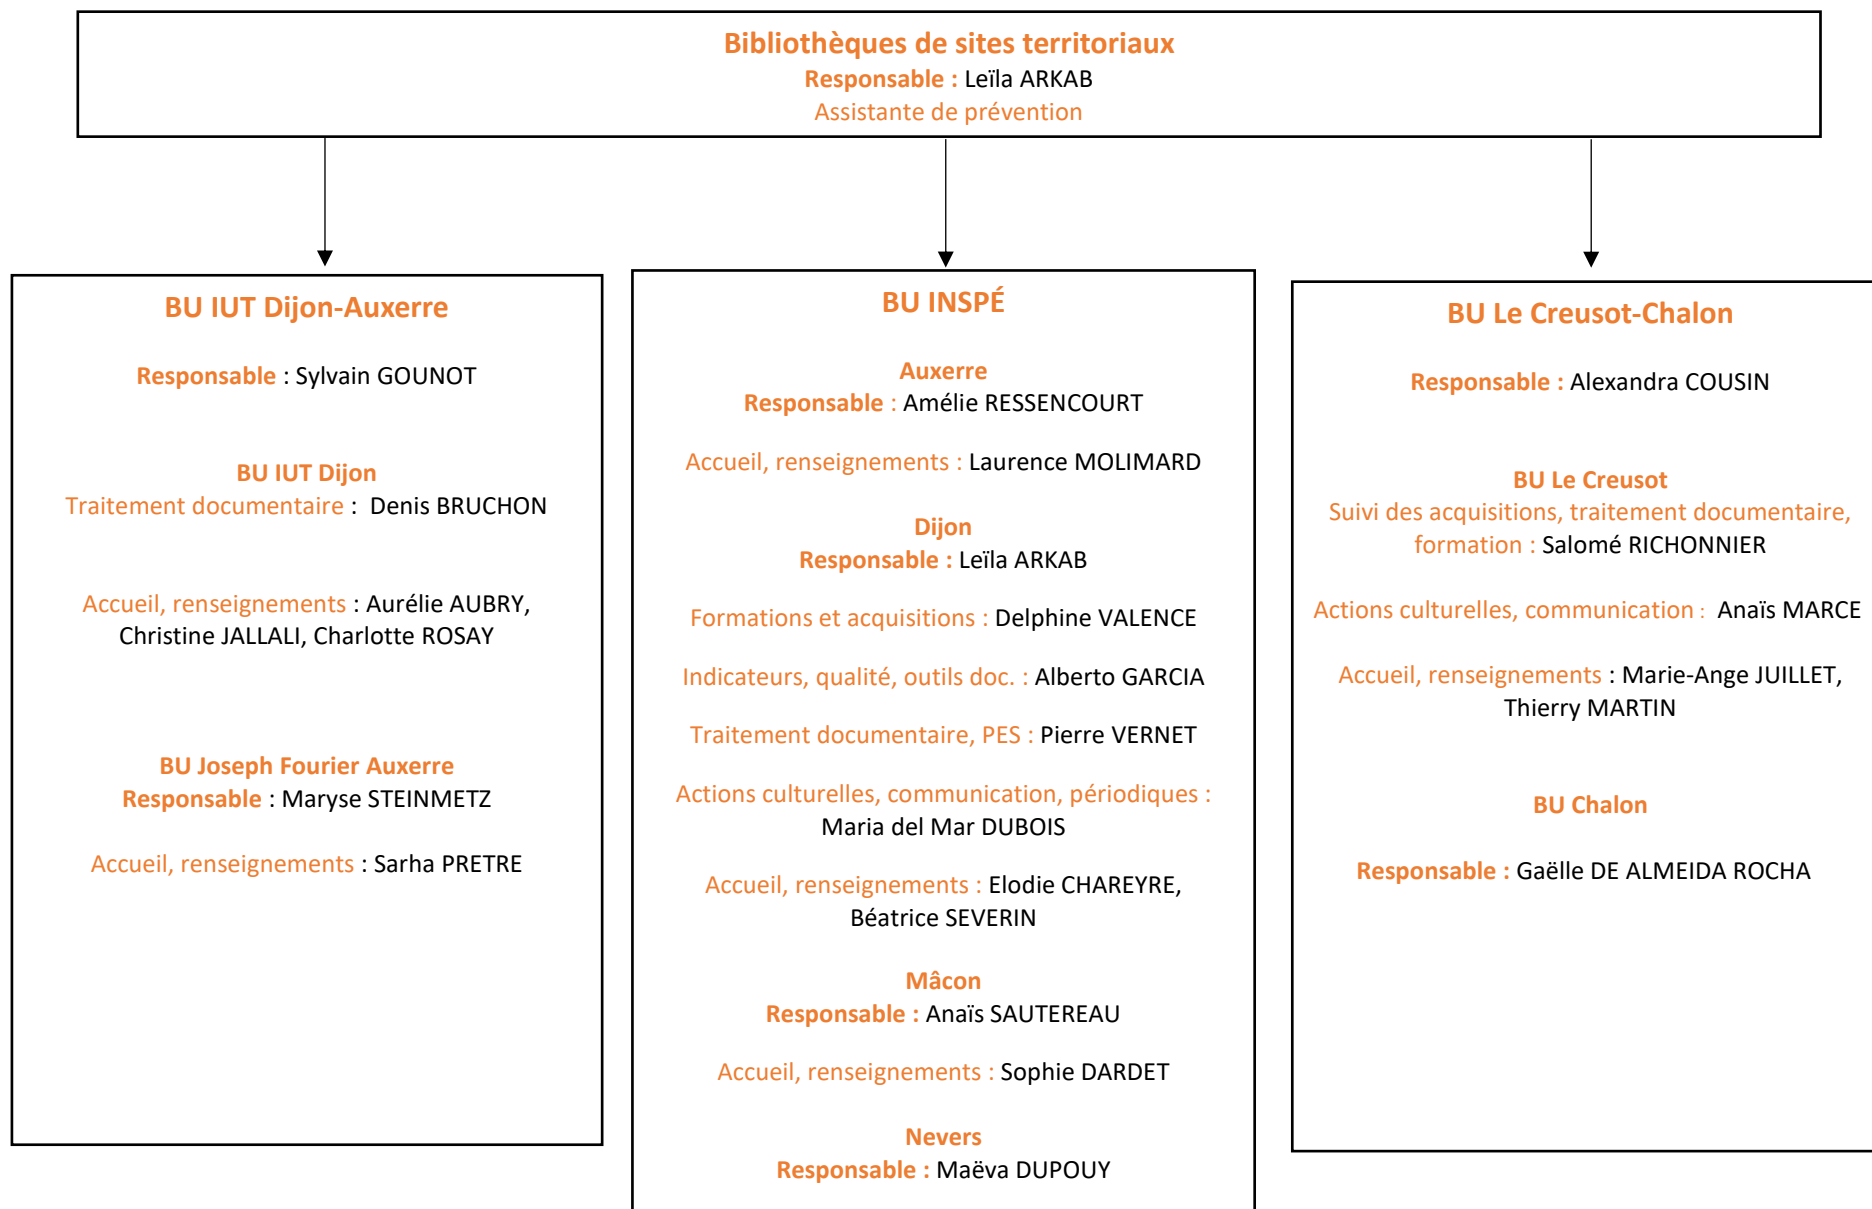 Bibliothèques de sites territoriaux
Responsable : Leïla ARKAB
Assistante de prévention
BU IUT Dijon-Auxerre
Responsable : Sylvain GOUNOT
BU IUT Dijon
Traitement documentaire : Denis BRUCHON
Accueil, renseignements : Aurélie AUBRY,
Christine JALLALI, Charlotte ROSAY
BU Joseph Fourier Auxerre
Responsable : Maryse STEINMETZ
Accueil, renseignements : Sarha PRETRE
BU INSPÉ
Auxerre
Responsable : Amélie RESSENCOURT
Accueil, renseignements : Laurence MOLIMARD
Dijon
Responsable : Leïla ARKAB
Formations et acquisitions : Delphine VALENCE
Indicateurs, qualité, outils doc. : Alberto GARCIA
Traitement documentaire, PES : Pierre VERNET
Actions culturelles, communication, périodiques :
Maria del Mar DUBOIS
Accueil, renseignements : Elodie CHAREYRE,
Béatrice SEVERIN
Mâcon
Responsable : Anaïs SAUTEREAU
Accueil, renseignements : Sophie DARDET
Nevers
Responsable : Maëva DUPOUY
BU Le Creusot-Chalon
Responsable : Alexandra COUSIN
BU Le Creusot
Suivi des acquisitions, traitement documentaire,
formation : Salomé RICHONNIER
Actions culturelles, communication : Anaïs MARCE
Accueil, renseignements : Marie-Ange JUILLET,
Thierry MARTIN
BU Chalon
Responsable : Gaëlle DE ALMEIDA ROCHA